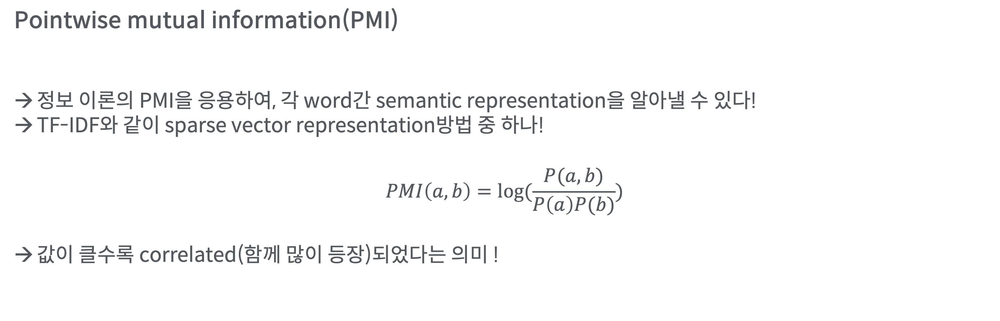 Pointwise mutual information(PMI)
→ 정보 이론의 PMI을 응용하여, 각 word간 semantic representation을 알아낼 수 있다!
→ TF-IDF와 같이 sparse vector representation방법 중 하나!
PMI(a, b) = log(P(a, b)/P(a)P(b))
→ 값이 클수록 correlated(함께 많이 등장)되었다는 의미 !